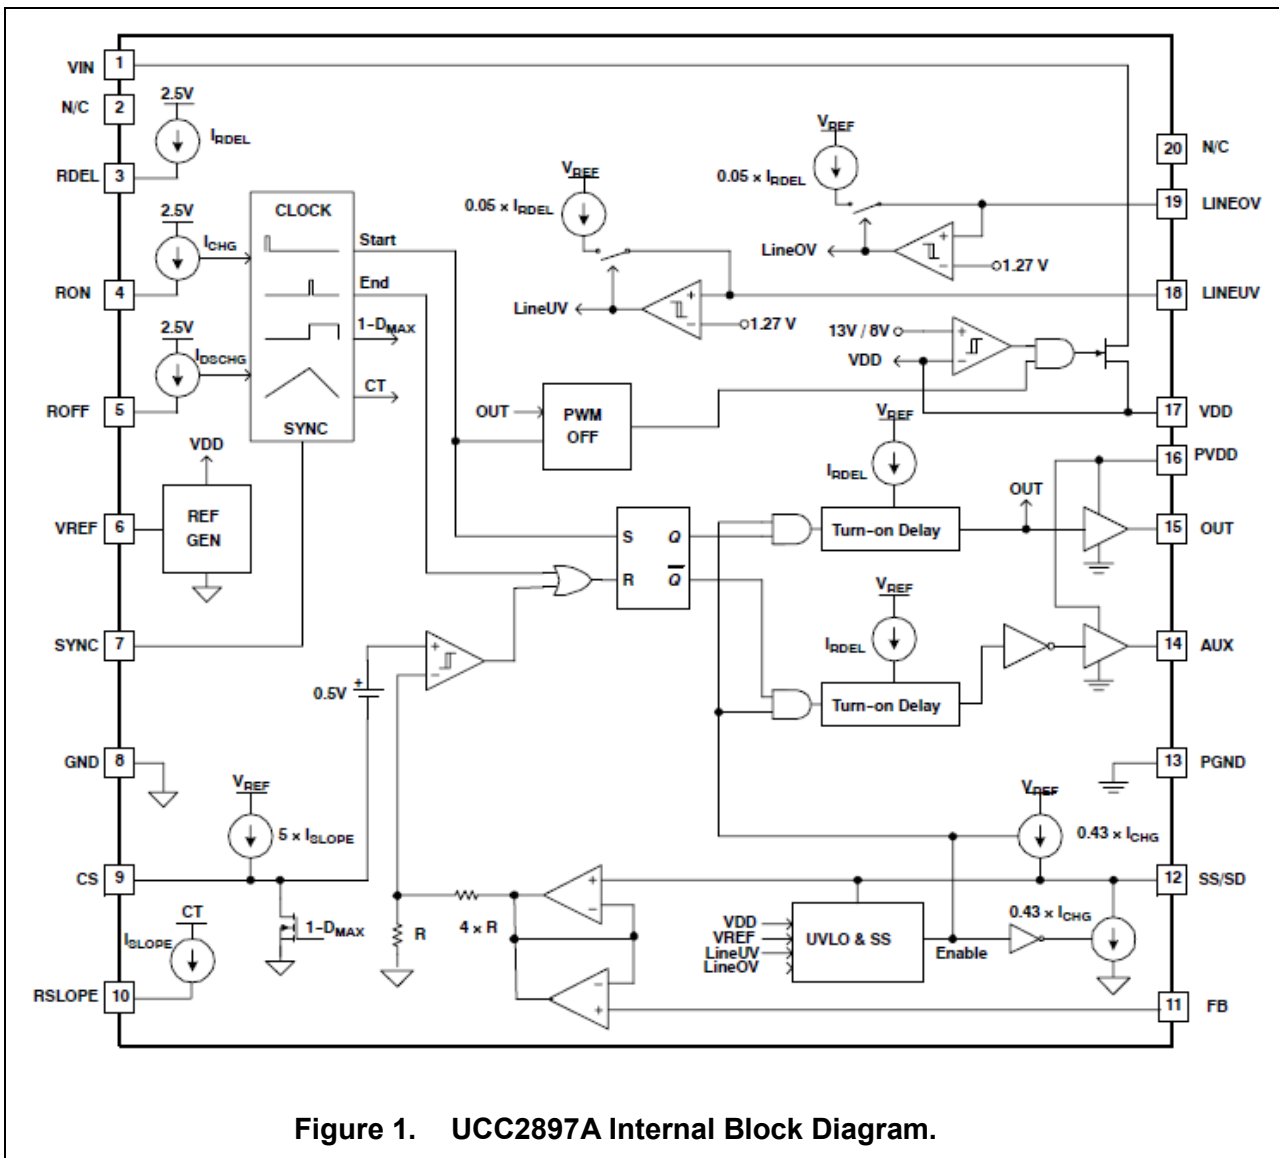 VIN 1
N/C 2
2.5V
IRDEL
RDEL 3
2.5V
ICHG
RON 4
2.5V
IDSCHG
ROFF 5
CLOCK
Start
End
1-DMAX
CT
SYNC
VDD
VREF 6
REF
GEN
SYNC 7
GND 8
0.5V
VREF
5 x ISLOPE
CS 9
CT
ISLOPE
RSLOPE 10
1-DMAX
R
4 x R
VREF
0.05 x IRDEL
LineUV
+
−
1.27 V
VREF
0.05 x IRDEL
LineOV
+
−
1.27 V
20 N/C
19 LINEOV
18 LINEUV
13V / 8V
+
−
VDD
17 VDD
OUT
PWM
OFF
VREF
IRDEL
16 PVDD
S Q
R Q
Turn-on Delay
OUT
15 OUT
VREF
IRDEL
Turn-on Delay
14 AUX
+
+
−
13 PGND
VREF
0.43 x ICHG
12 SS/SD
+
−
−
+
VDD
VREF
LineUV
LineOV
UVLO & SS
Enable
0.43 x ICHG
11 FB
Figure 1. UCC2897A Internal Block Diagram.